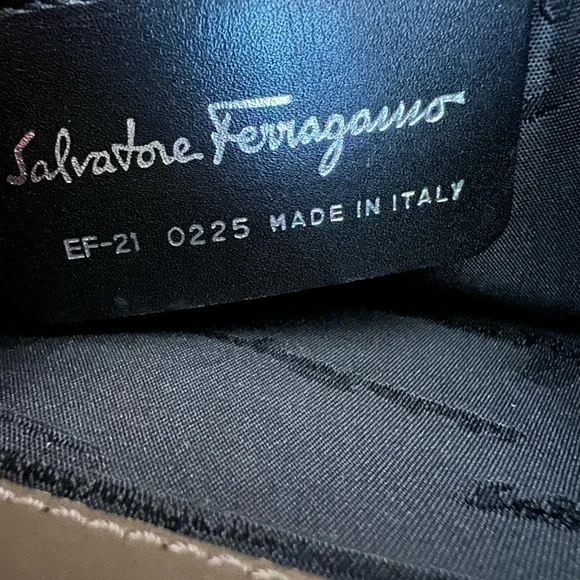 Salvatore Ferragamo
EF-21 0225 MADE IN ITALY